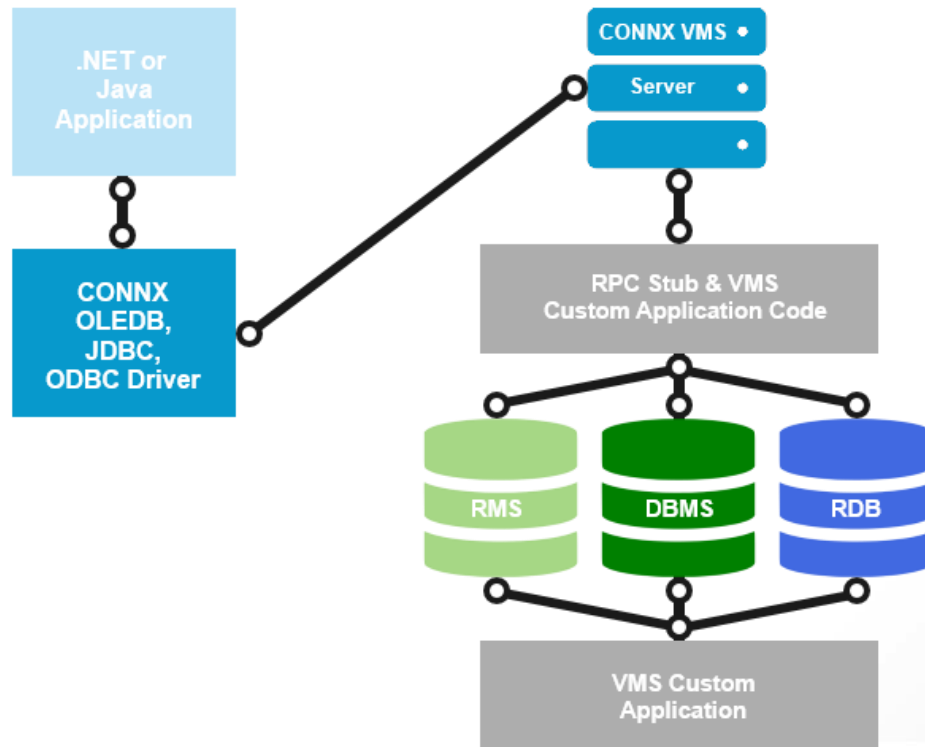 .NET or
Java
Application
CONNX VMS
Server
CONNX
OLEDB,
JDBC,
ODBC Driver
RPC Stub & VMS
Custom Application Code
RMS
DBMS
RDB
VMS Custom
Application